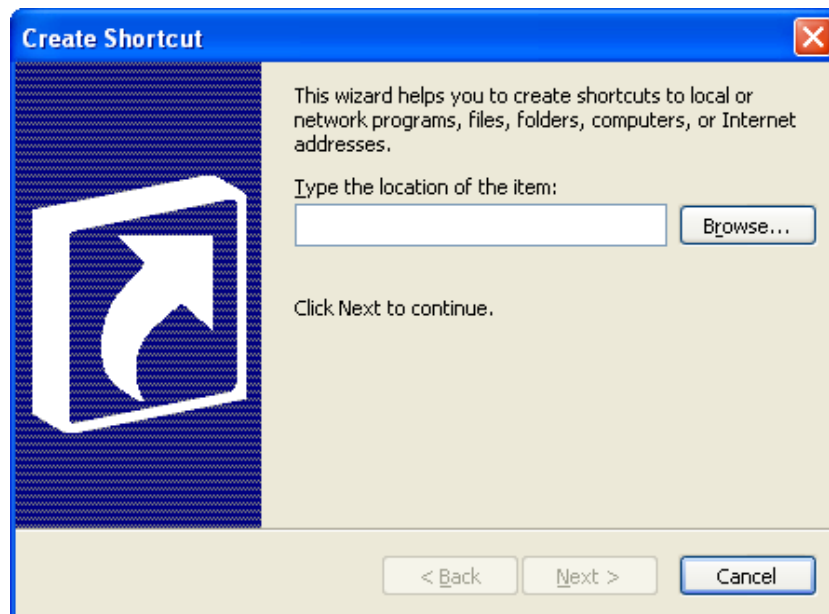 Create Shortcut
This wizard helps you to create shortcuts to local or
network programs, files, folders, computers, or Internet
addresses.
Type the location of the item:
Browse...
Click Next to continue.
< Back Next > Cancel